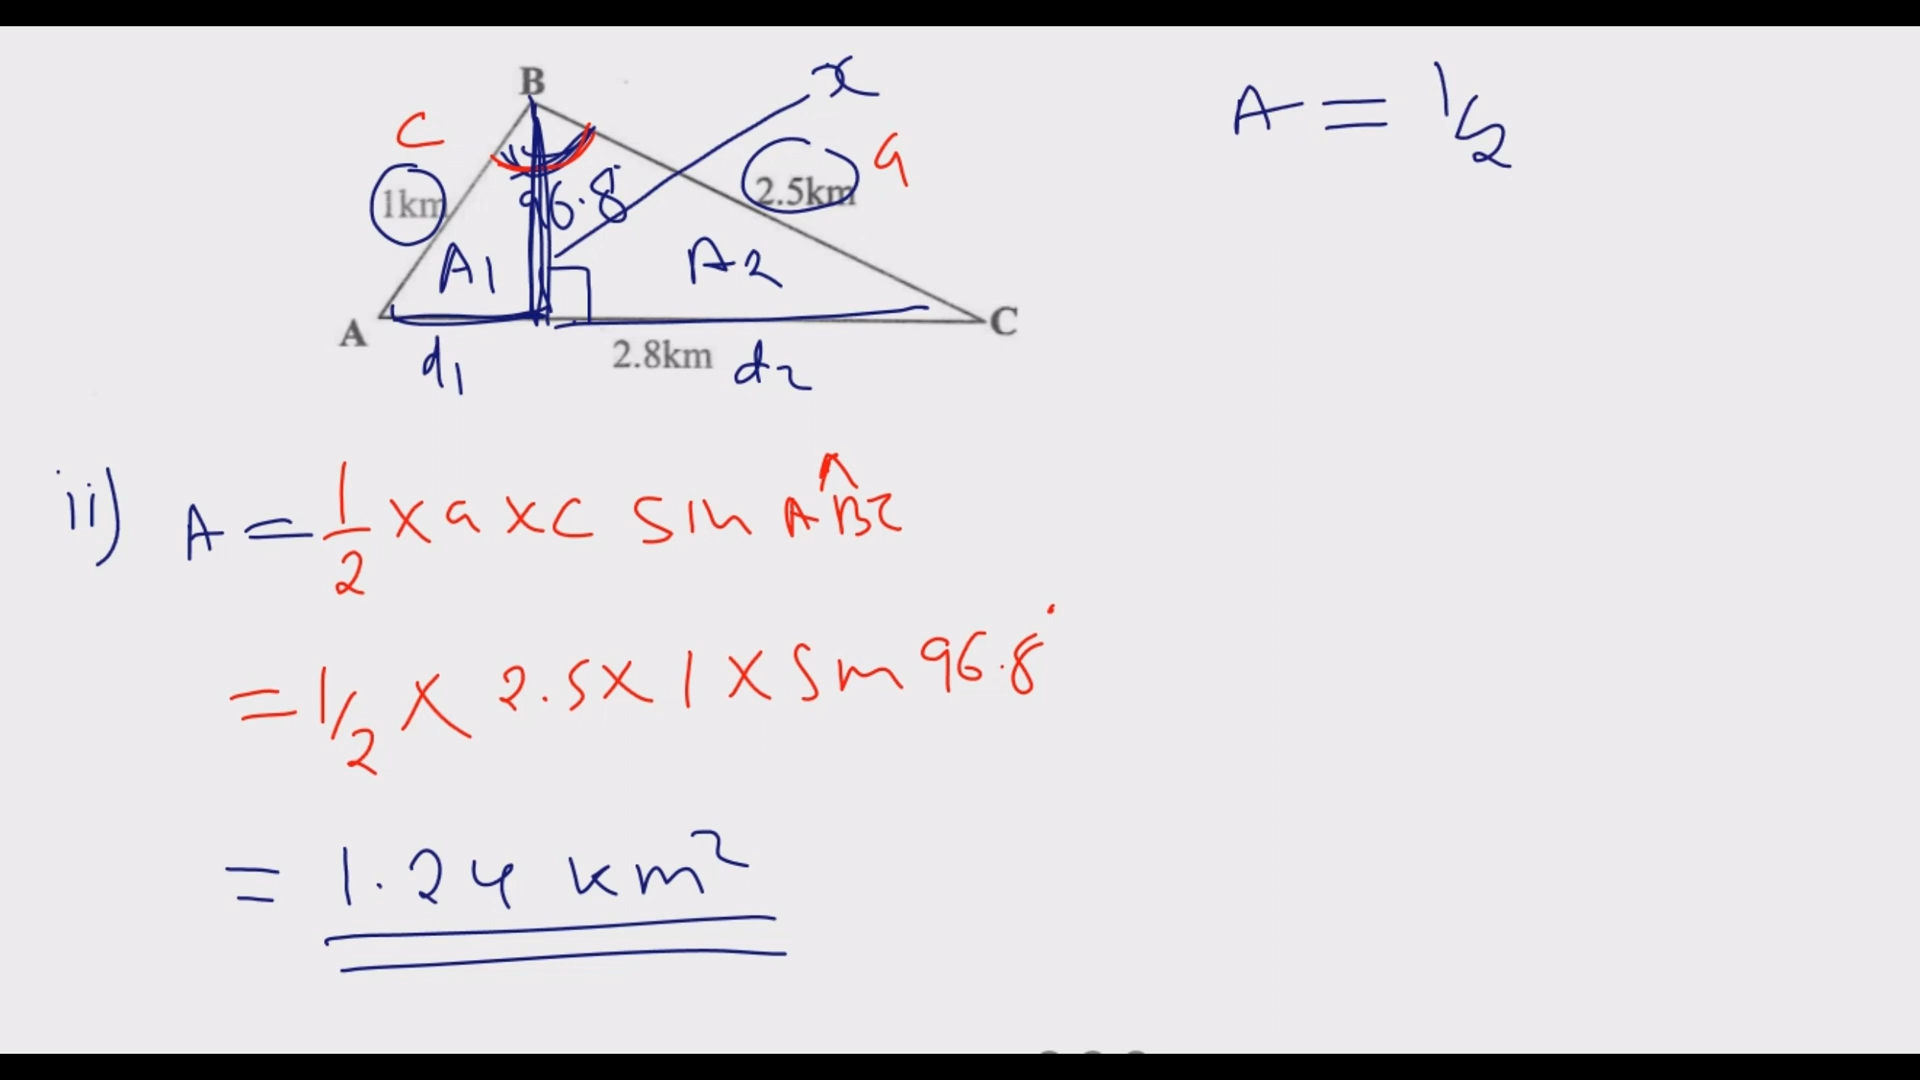 B
x
A = 1/2
C
a
1km
96.8
2.5km
A1
A2
A
C
d1
2.8km
d2
ii) A = 1/2 × a × C Sin AB̂C
= 1/2 × 2.5 × 1 × Sin 96.8°
= 1.24 km²